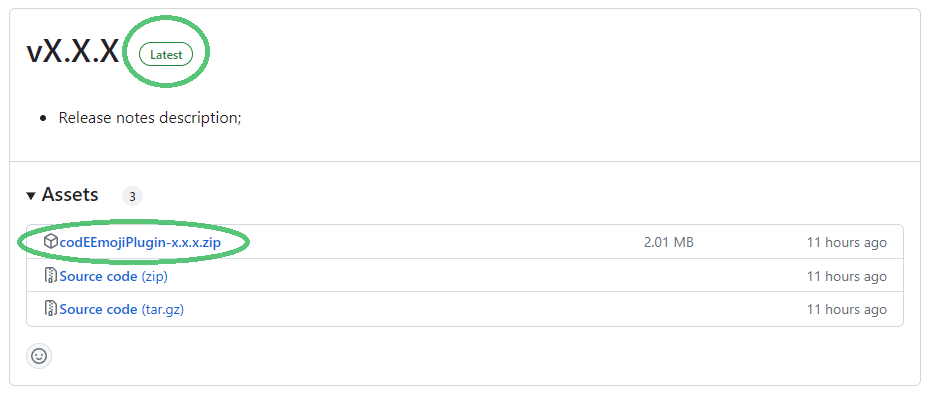 vX.X.X Latest
Release notes description;
Assets 3
codEEmojiPlugin-x.x.x.zip 2.01 MB 11 hours ago
Source code (zip) 11 hours ago
Source code (tar.gz) 11 hours ago